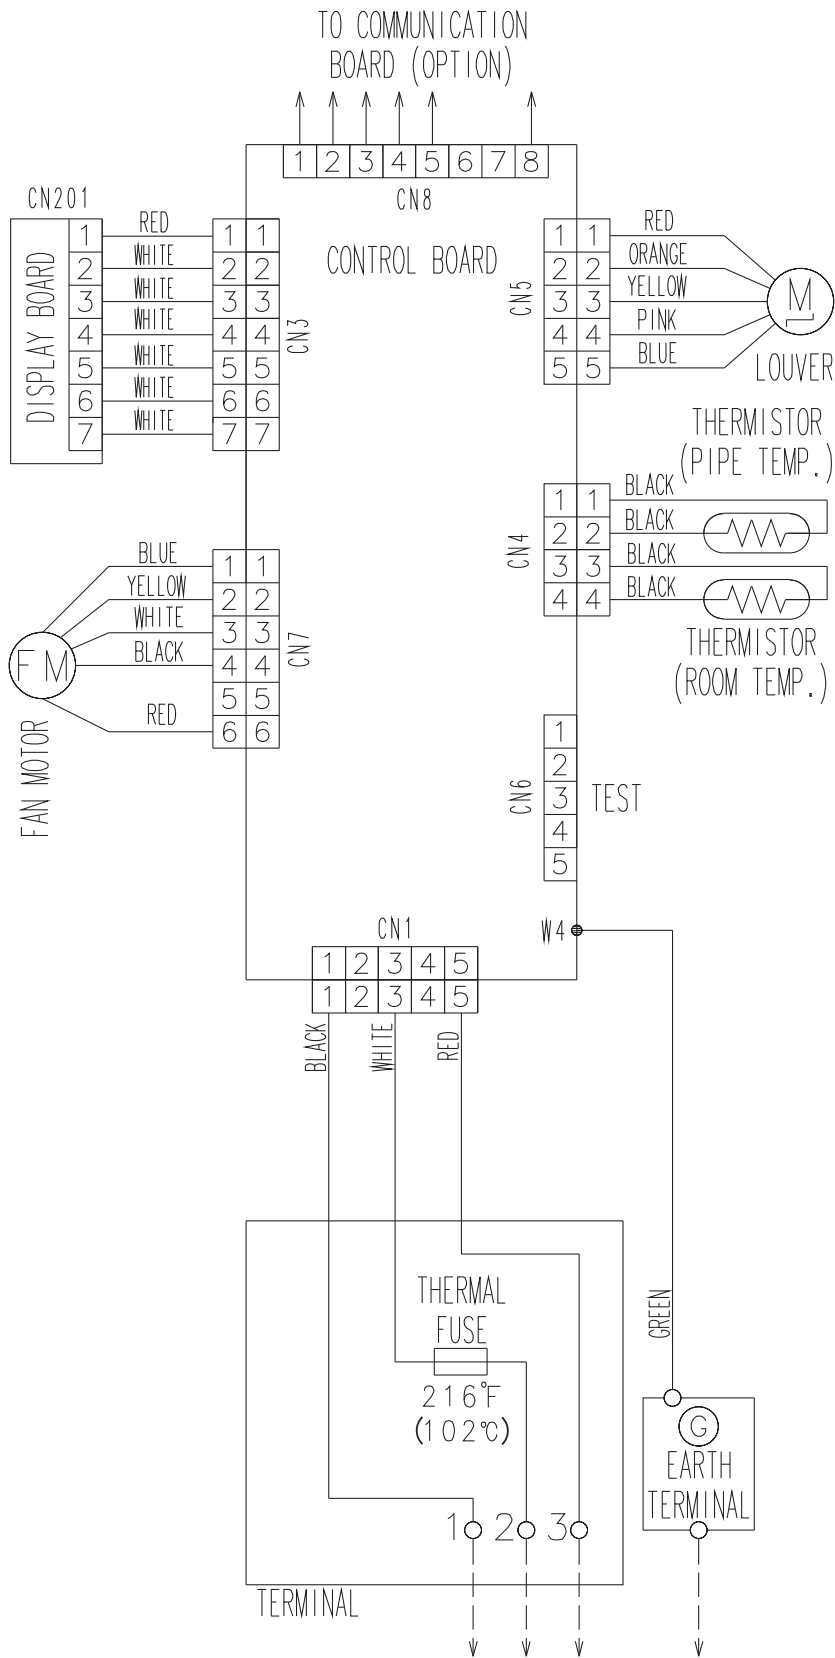 TO COMMUNICATION
BOARD (OPTION)
1 2 3 4 5 6 7 8
CN8
CONTROL BOARD
CN201
DISPLAY BOARD
1 RED 1 1
2 WHITE 2 2
3 WHITE 3 3
4 WHITE 4 4
5 WHITE 5 5
6 WHITE 6 6
7 WHITE 7 7
CN3
CN5
1 1 RED
2 2 ORANGE
3 3 YELLOW
4 4 PINK
5 5 BLUE
M
LOUVER
THERMISTOR
(PIPE TEMP.)
CN4
1 1 BLACK
2 2 BLACK
3 3 BLACK
4 4 BLACK
THERMISTOR
(ROOM TEMP.)
BLUE 1 1
YELLOW 2 2
WHITE 3 3
BLACK 4 4
5 5
RED 6 6
CN7
FM
FAN MOTOR
CN6
1
2
3
4
5
TEST
W4
CN1
1 2 3 4 5
1 2 3 4 5
BLACK
WHITE
RED
GREEN
THERMAL
FUSE
216°F
(102°C)
1 2 3
TERMINAL
G
EARTH
TERMINAL